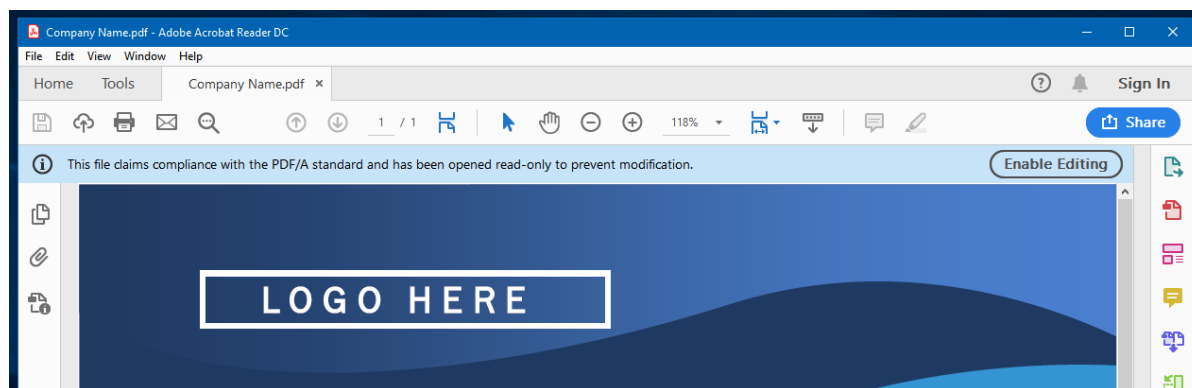 Company Name.pdf - Adobe Acrobat Reader DC
File Edit View Window Help
Home Tools Company Name.pdf × Sign In
1 / 1 118% Share
This file claims compliance with the PDF/A standard and has been opened read-only to prevent modification. Enable Editing
LOGO HERE